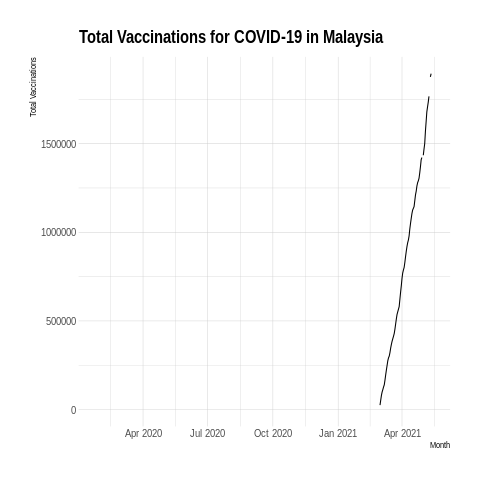 Total Vaccinations for COVID-19 in Malaysia
Total Vaccinations
1500000
1000000
500000
0
Apr 2020 Jul 2020 Oct 2020 Jan 2021 Apr 2021
Month